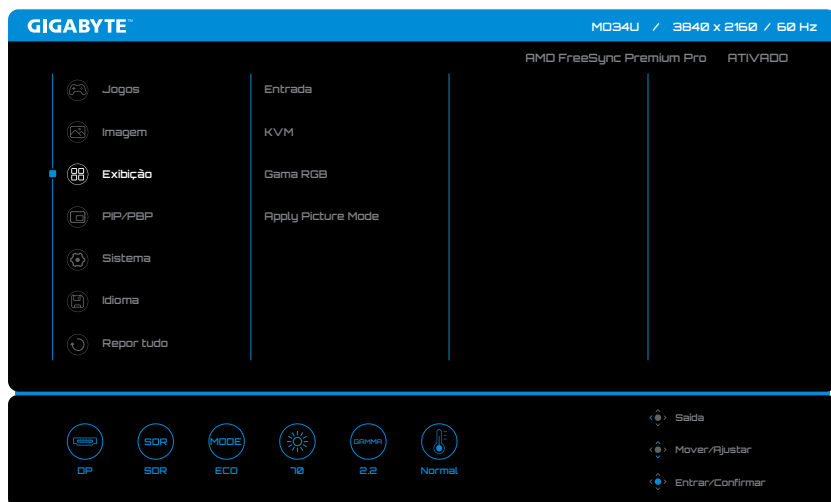 GIGABYTE™
MO34U / 3840 x 2160 / 60 Hz
AMD FreeSync Premium Pro ATIVADO
Jogos
Imagem
Exibição
PIP/PBP
Sistema
Idioma
Repor tudo
Entrada
KVM
Gama RGB
Apply Picture Mode
SDR
MODE
GAMMA
DP
SDR
ECO
70
2.2
Normal
Saída
Mover/Ajustar
Entrar/Confirmar